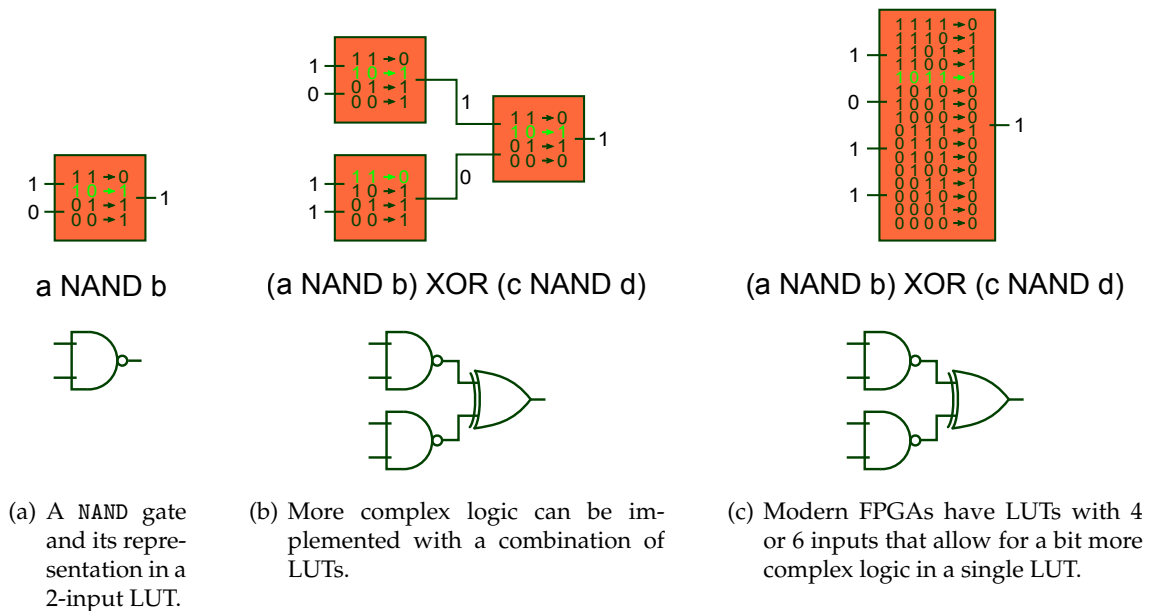 1 1 → 0
1 0 → 1
0 1 → 1
0 0 → 1
1
0
1
a NAND b
(a) A NAND gate
and its repre-
sentation in a
2-input LUT.
1 1 → 0
1 0 → 1
0 1 → 1
0 0 → 1
1
0
1
1 1 → 0
1 0 → 1
0 1 → 1
0 0 → 1
1
1
0
1 1 → 0
1 0 → 1
0 1 → 1
0 0 → 0
1
(a NAND b) XOR (c NAND d)
(b) More complex logic can be im-
plemented with a combination of
LUTs.
1
0
1
1
1 1 1 1 → 0
1 1 1 0 → 1
1 1 0 1 → 1
1 1 0 0 → 1
1 0 1 1 → 1
1 0 1 0 → 0
1 0 0 1 → 0
1 0 0 0 → 0
0 1 1 1 → 1
0 1 1 0 → 0
0 1 0 1 → 0
0 1 0 0 → 0
0 0 1 1 → 1
0 0 1 0 → 0
0 0 0 1 → 0
0 0 0 0 → 0
1
(a NAND b) XOR (c NAND d)
(c) Modern FPGAs have LUTs with 4
or 6 inputs that allow for a bit more
complex logic in a single LUT.